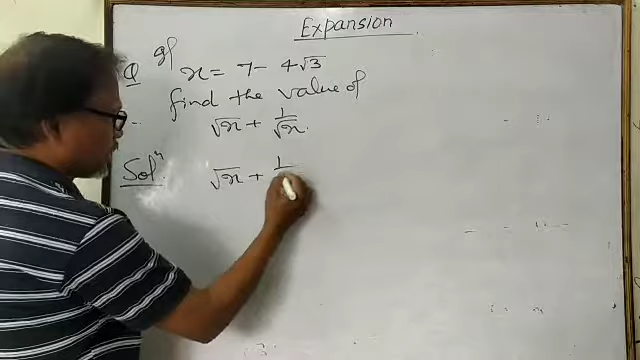 Expansion
Q If x = 7 - 4√3
find the value of
√x + 1/√x.
Solⁿ √x + 1